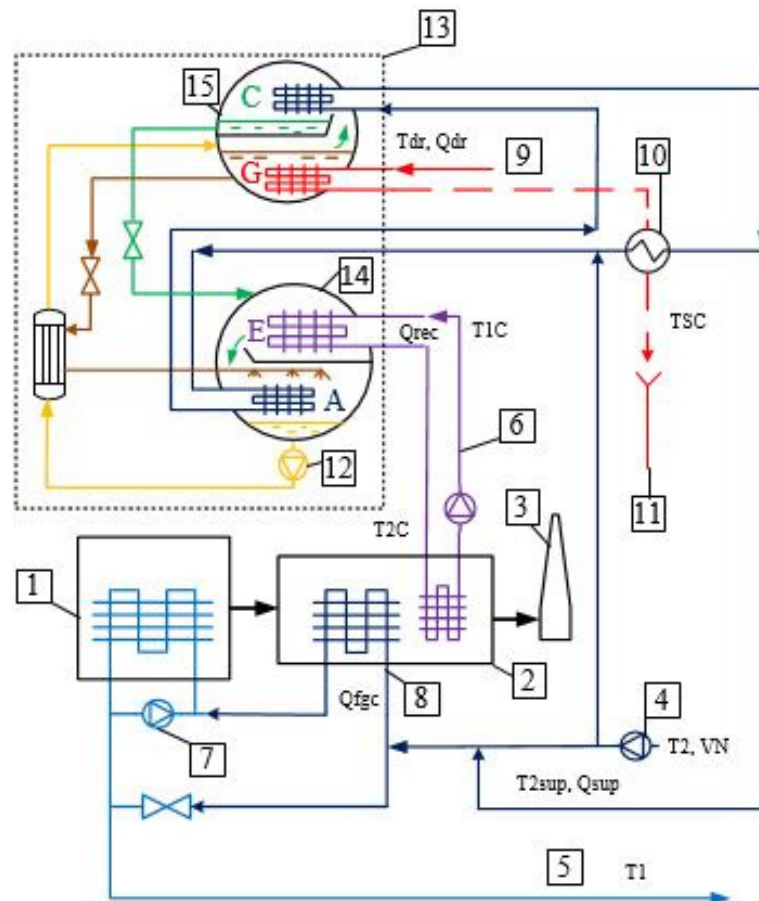 13
15
C
Tdr, Qdr
9
10
G
14
E
Qrec
T1C
TSC
A
6
12
T2C
3
11
1
2
Qfgc
8
4
7
T2, VN
T2sup, Qsup
5
T1